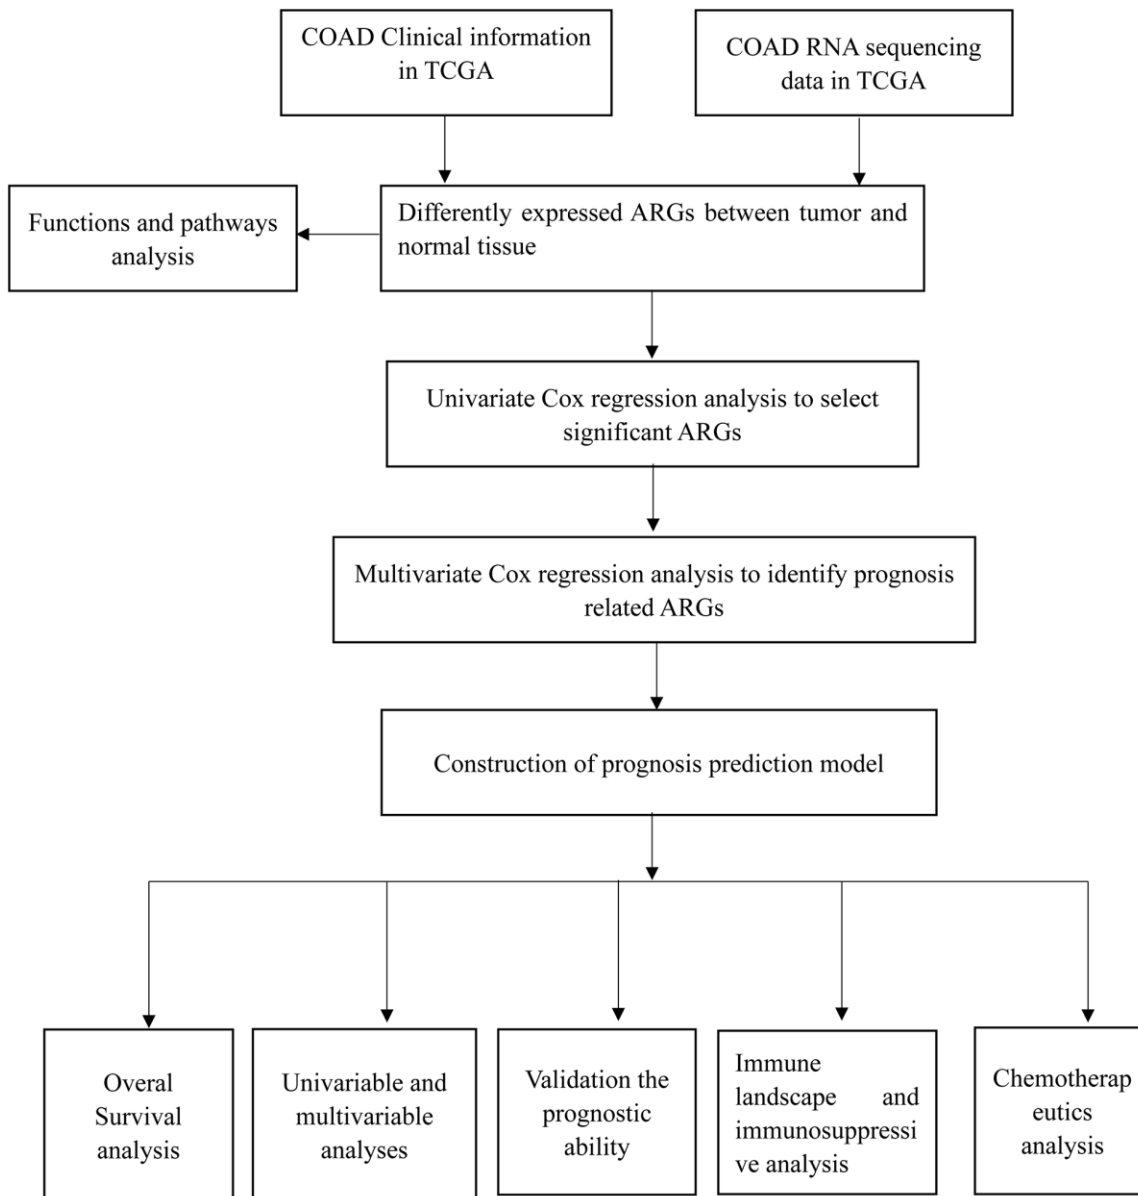 COAD Clinical information
in TCGA
COAD RNA sequencing
data in TCGA
Functions and pathways
analysis
Differently expressed ARGs between tumor and
normal tissue
Univariate Cox regression analysis to select
significant ARGs
Multivariate Cox regression analysis to identify prognosis
related ARGs
Construction of prognosis prediction model
Overal
Survival
analysis
Univariable and
multivariable
analyses
Validation the
prognostic
ability
Immune
landscape and
immunosuppressi
ve analysis
Chemotherap
eutics
analysis